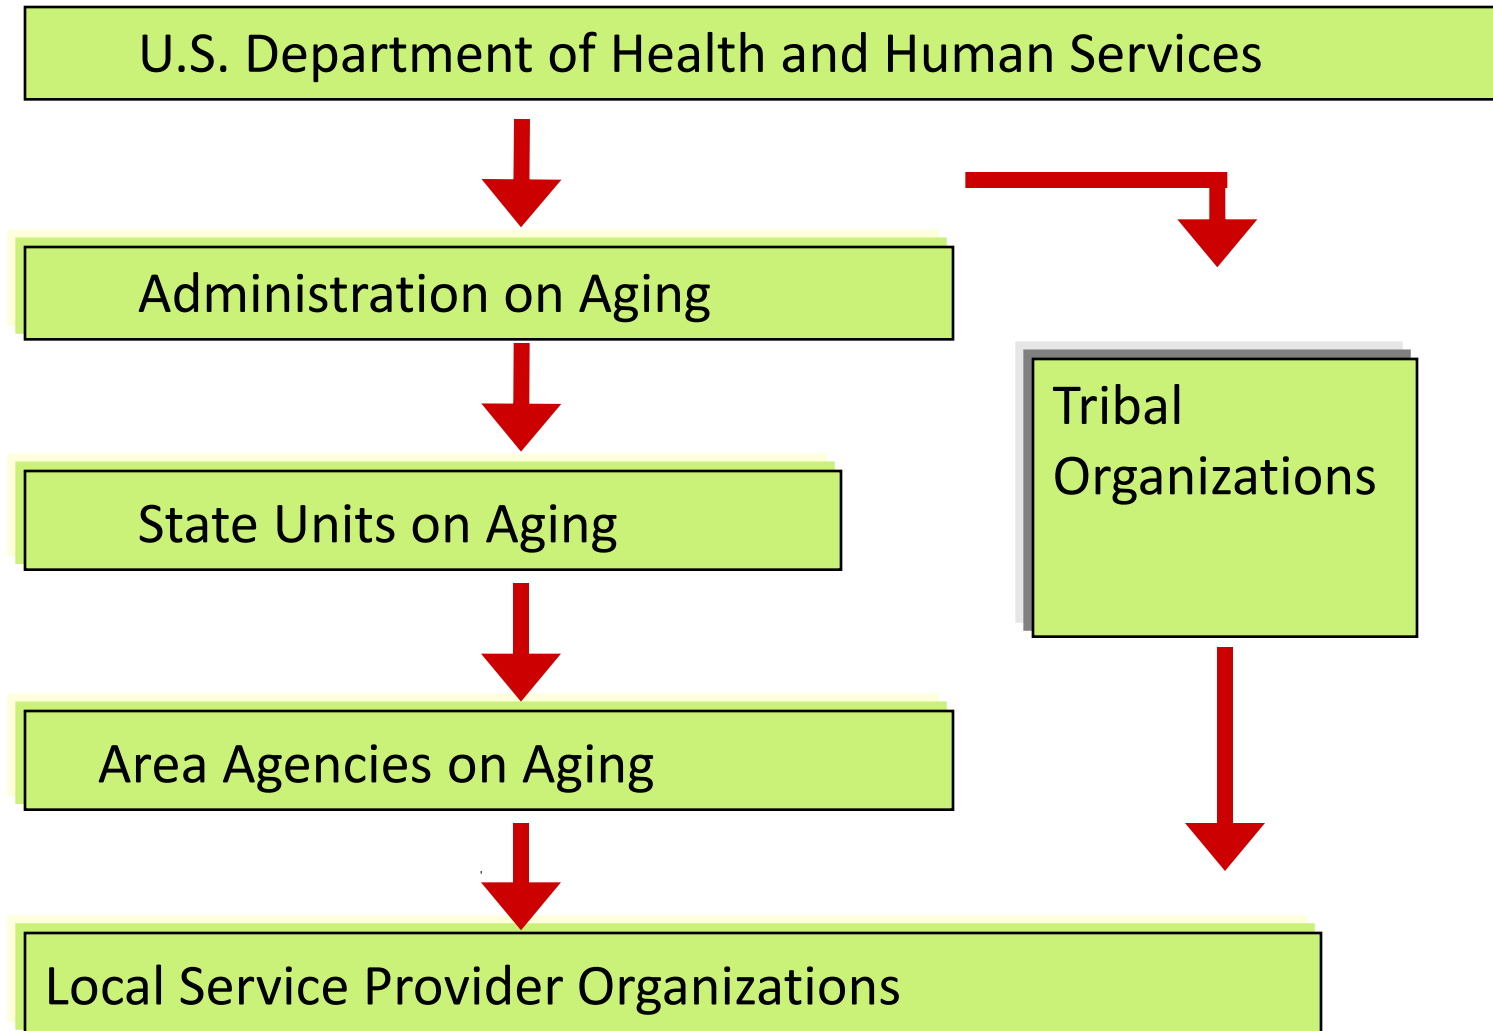 U.S. Department of Health and Human Services
Administration on Aging
State Units on Aging
Tribal
Organizations
Area Agencies on Aging
Local Service Provider Organizations